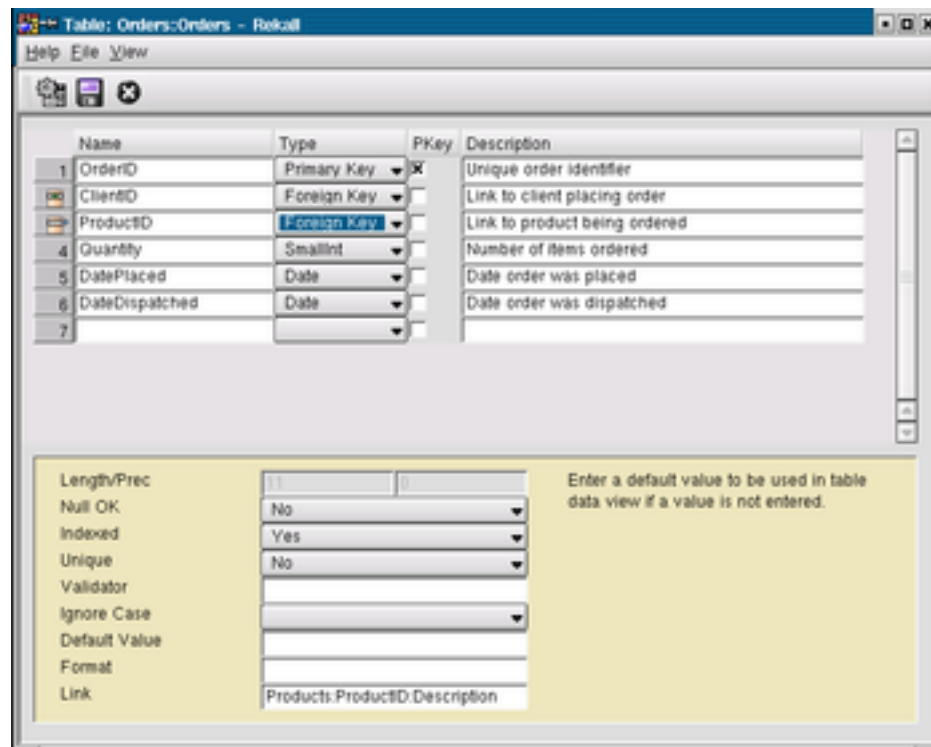 Table: Orders::Orders - Rekall
Help File View
Name Type PKey Description
1 OrderID Primary Key Unique order identifier
ClientID Foreign Key Link to client placing order
ProductID Foreign Key Link to product being ordered
4 Quantity SmallInt Number of items ordered
5 DatePlaced Date Date order was placed
6 DateDispatched Date Date order was dispatched
7
Length/Prec 11 0
Null OK No
Indexed Yes
Unique No
Validator
Ignore Case
Default Value
Format
Link Products:ProductID:Description
Enter a default value to be used in table
data view if a value is not entered.